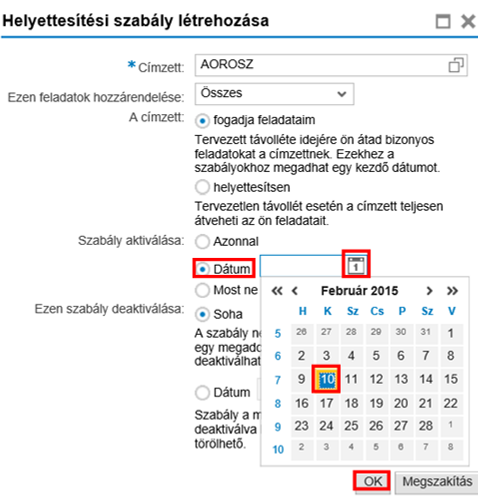 Helyettesítési szabály létrehozása
* Címzett: AOROSZ
Ezen feladatok hozzárendelése: Összes
A címzett: fogadja feladataim
Tervezett távolléte idejére ön átad bizonyos
feladatokat a címzettnek. Ezekhez a
szabályokhoz megadhat egy kezdő dátumot.
helyettesítsen
Tervezetlen távollét esetén a címzett teljesen
átveheti az ön feladatait.
Szabály aktiválása: Azonnal
Dátum 1
Most ne
« ‹ Február 2015 › »
H K Sz Cs P Sz V
5 26 27 28 29 30 31 1
Ezen szabály deaktiválása: Soha
A szabály
egy megado
deaktiválhat
6 2 3 4 5 6 7 8
7 9 10 11 12 13 14 15
8 16 17 18 19 20 21 22
9 23 24 25 26 27 28 1
10 2 3 4 5 6 7 8
Dátum
Szabály a m
deaktiválva
törölhető.
OK Megszakítás